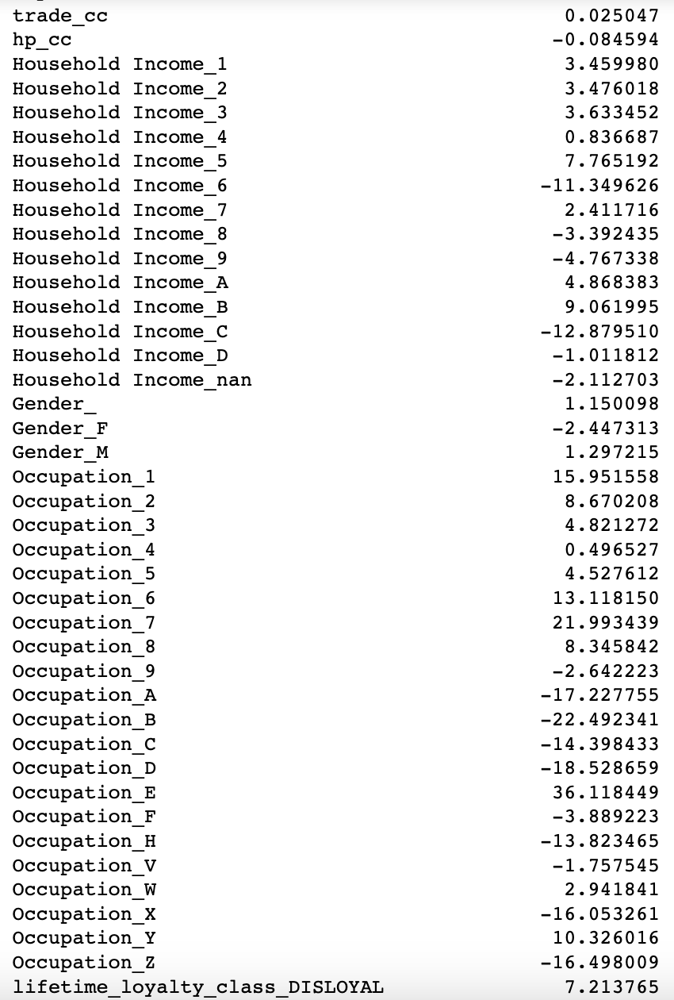 trade_cc 0.025047
hp_cc -0.084594
Household Income_1 3.459980
Household Income_2 3.476018
Household Income_3 3.633452
Household Income_4 0.836687
Household Income_5 7.765192
Household Income_6 -11.349626
Household Income_7 2.411716
Household Income_8 -3.392435
Household Income_9 -4.767338
Household Income_A 4.868383
Household Income_B 9.061995
Household Income_C -12.879510
Household Income_D -1.011812
Household Income_nan -2.112703
Gender_ 1.150098
Gender_F -2.447313
Gender_M 1.297215
Occupation_1 15.951558
Occupation_2 8.670208
Occupation_3 4.821272
Occupation_4 0.496527
Occupation_5 4.527612
Occupation_6 13.118150
Occupation_7 21.993439
Occupation_8 8.345842
Occupation_9 -2.642223
Occupation_A -17.227755
Occupation_B -22.492341
Occupation_C -14.398433
Occupation_D -18.528659
Occupation_E 36.118449
Occupation_F -3.889223
Occupation_H -13.823465
Occupation_V -1.757545
Occupation_W 2.941841
Occupation_X -16.053261
Occupation_Y 10.326016
Occupation_Z -16.498009
lifetime_loyalty_class_DISLOYAL 7.213765